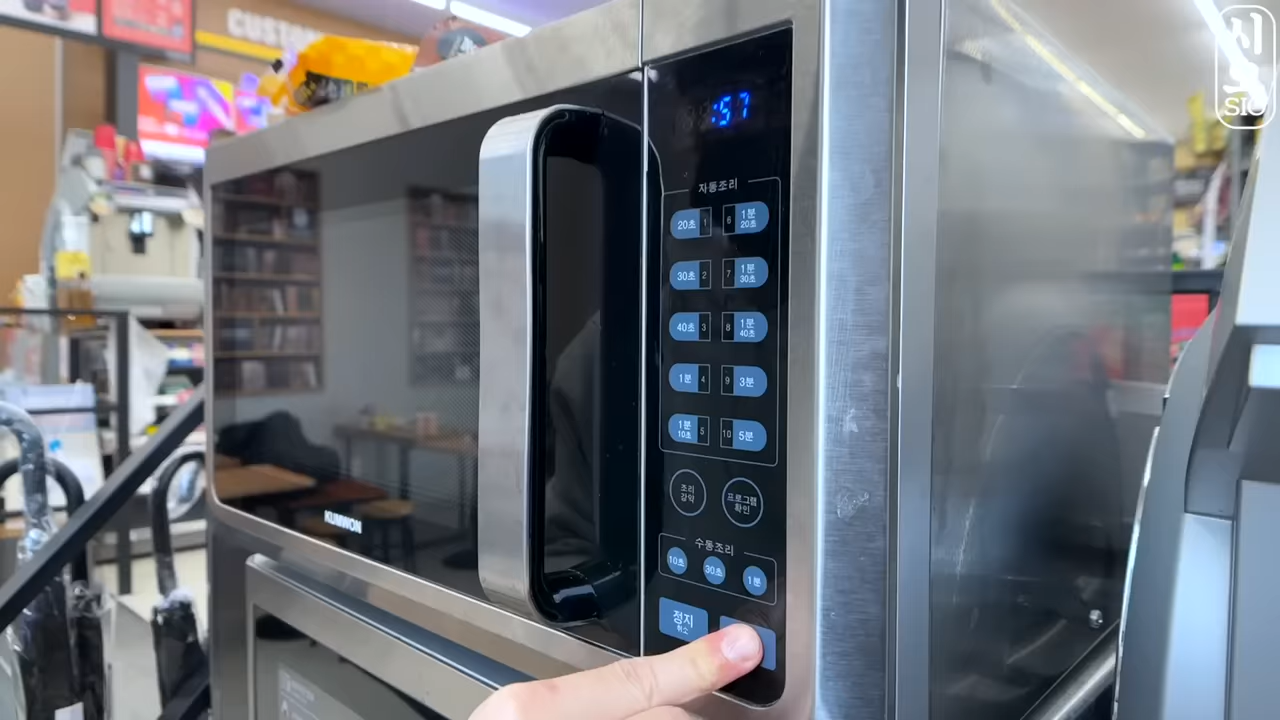 CUSTOM
시
SIC
:57
자동조리
20초 1
6 1분 20초
30초 2
7 1분 30초
40초 3
8 1분 40초
1분 4
9 3분
1분 10초 5
10 5분
조리
강약
프로그램
확인
수동조리
10초
30초
1분
정지
취소
KUMWON